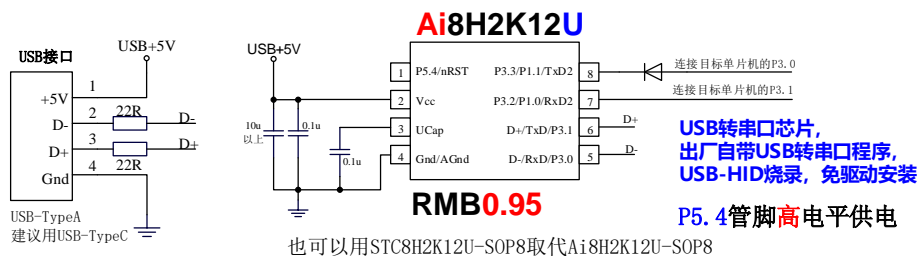 Ai8H2K12U
USB接口
USB+5V
1
+5V
2
22R
D-
D-
3
D+
D+
4
22R
Gnd
USB-TypeA
建议用USB-TypeC
USB+5V
10u
以上
0.1u
0.1u
1
P5.4/nRST
P3.3/P1.1/TxD2
8
连接目标单片机的P3.0
2
Vcc
P3.2/P1.0/RxD2
7
连接目标单片机的P3.1
3
UCap
D+/TxD/P3.1
6
D+
4
Gnd/AGnd
D-/RxD/P3.0
5
D-
RMB0.95
USB转串口芯片，
出厂自带USB转串口程序，
USB-HID烧录，免驱动安装
P5.4管脚高电平供电
也可以用STC8H2K12U-SOP8取代Ai8H2K12U-SOP8